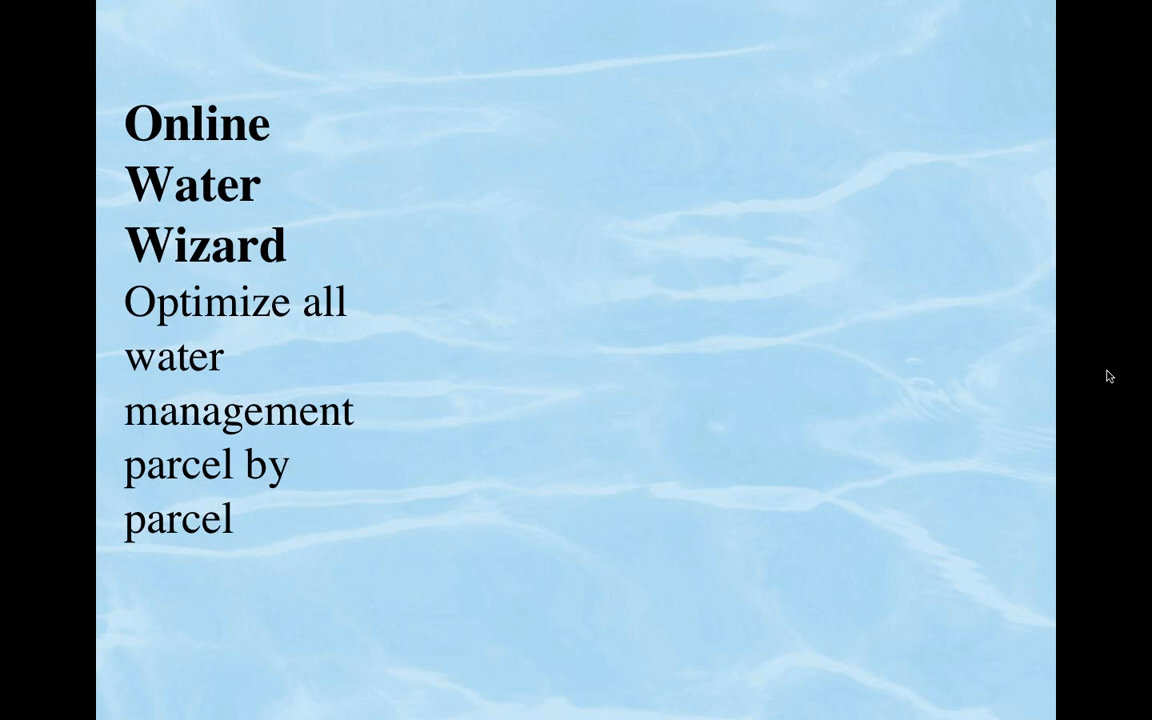 Online
Water
Wizard
Optimize all
water
management
parcel by
parcel